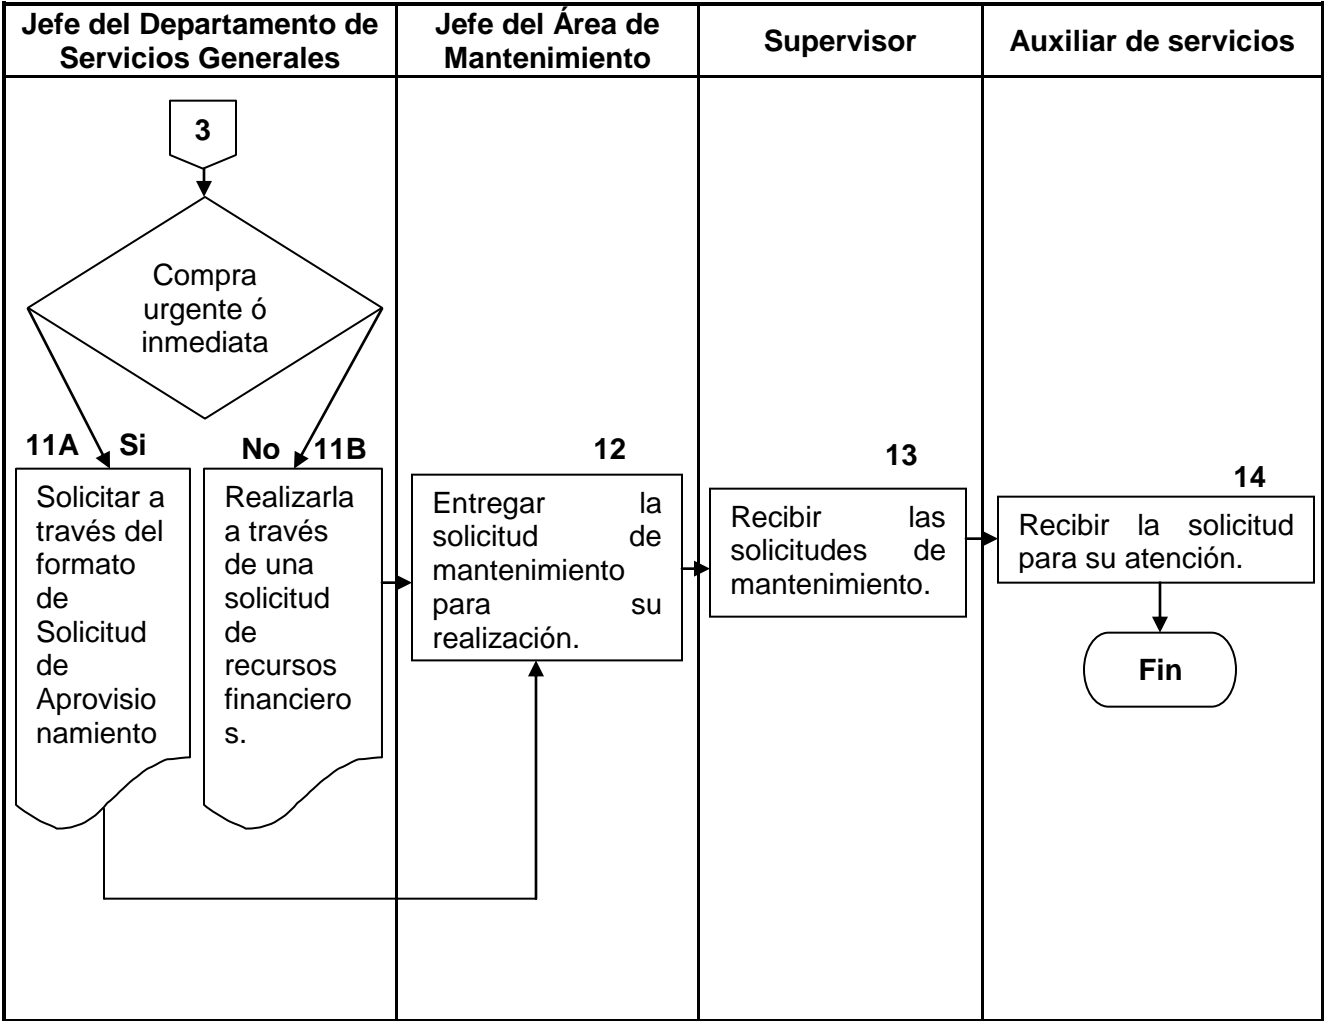 Jefe del Departamento de
Servicios Generales
Jefe del Área de
Mantenimiento
Supervisor
Auxiliar de servicios
3
Compra
urgente ó
inmediata
11A Si
No 11B
12
13
14
Solicitar a
través del
formato
de
Solicitud
de
Aprovisio
namiento
Realizarla
a través
de una
solicitud
de
recursos
financiero
s.
Entregar la
solicitud de
mantenimiento
para su
realización.
Recibir las
solicitudes de
mantenimiento.
Recibir la solicitud
para su atención.
Fin